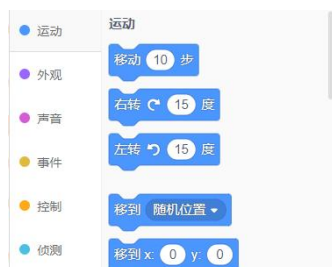 运动
外观
声音
事件
控制
侦测
运动
移动 10 步
右转 15 度
左转 15 度
移到 随机位置
移到 x: 0 y: 0